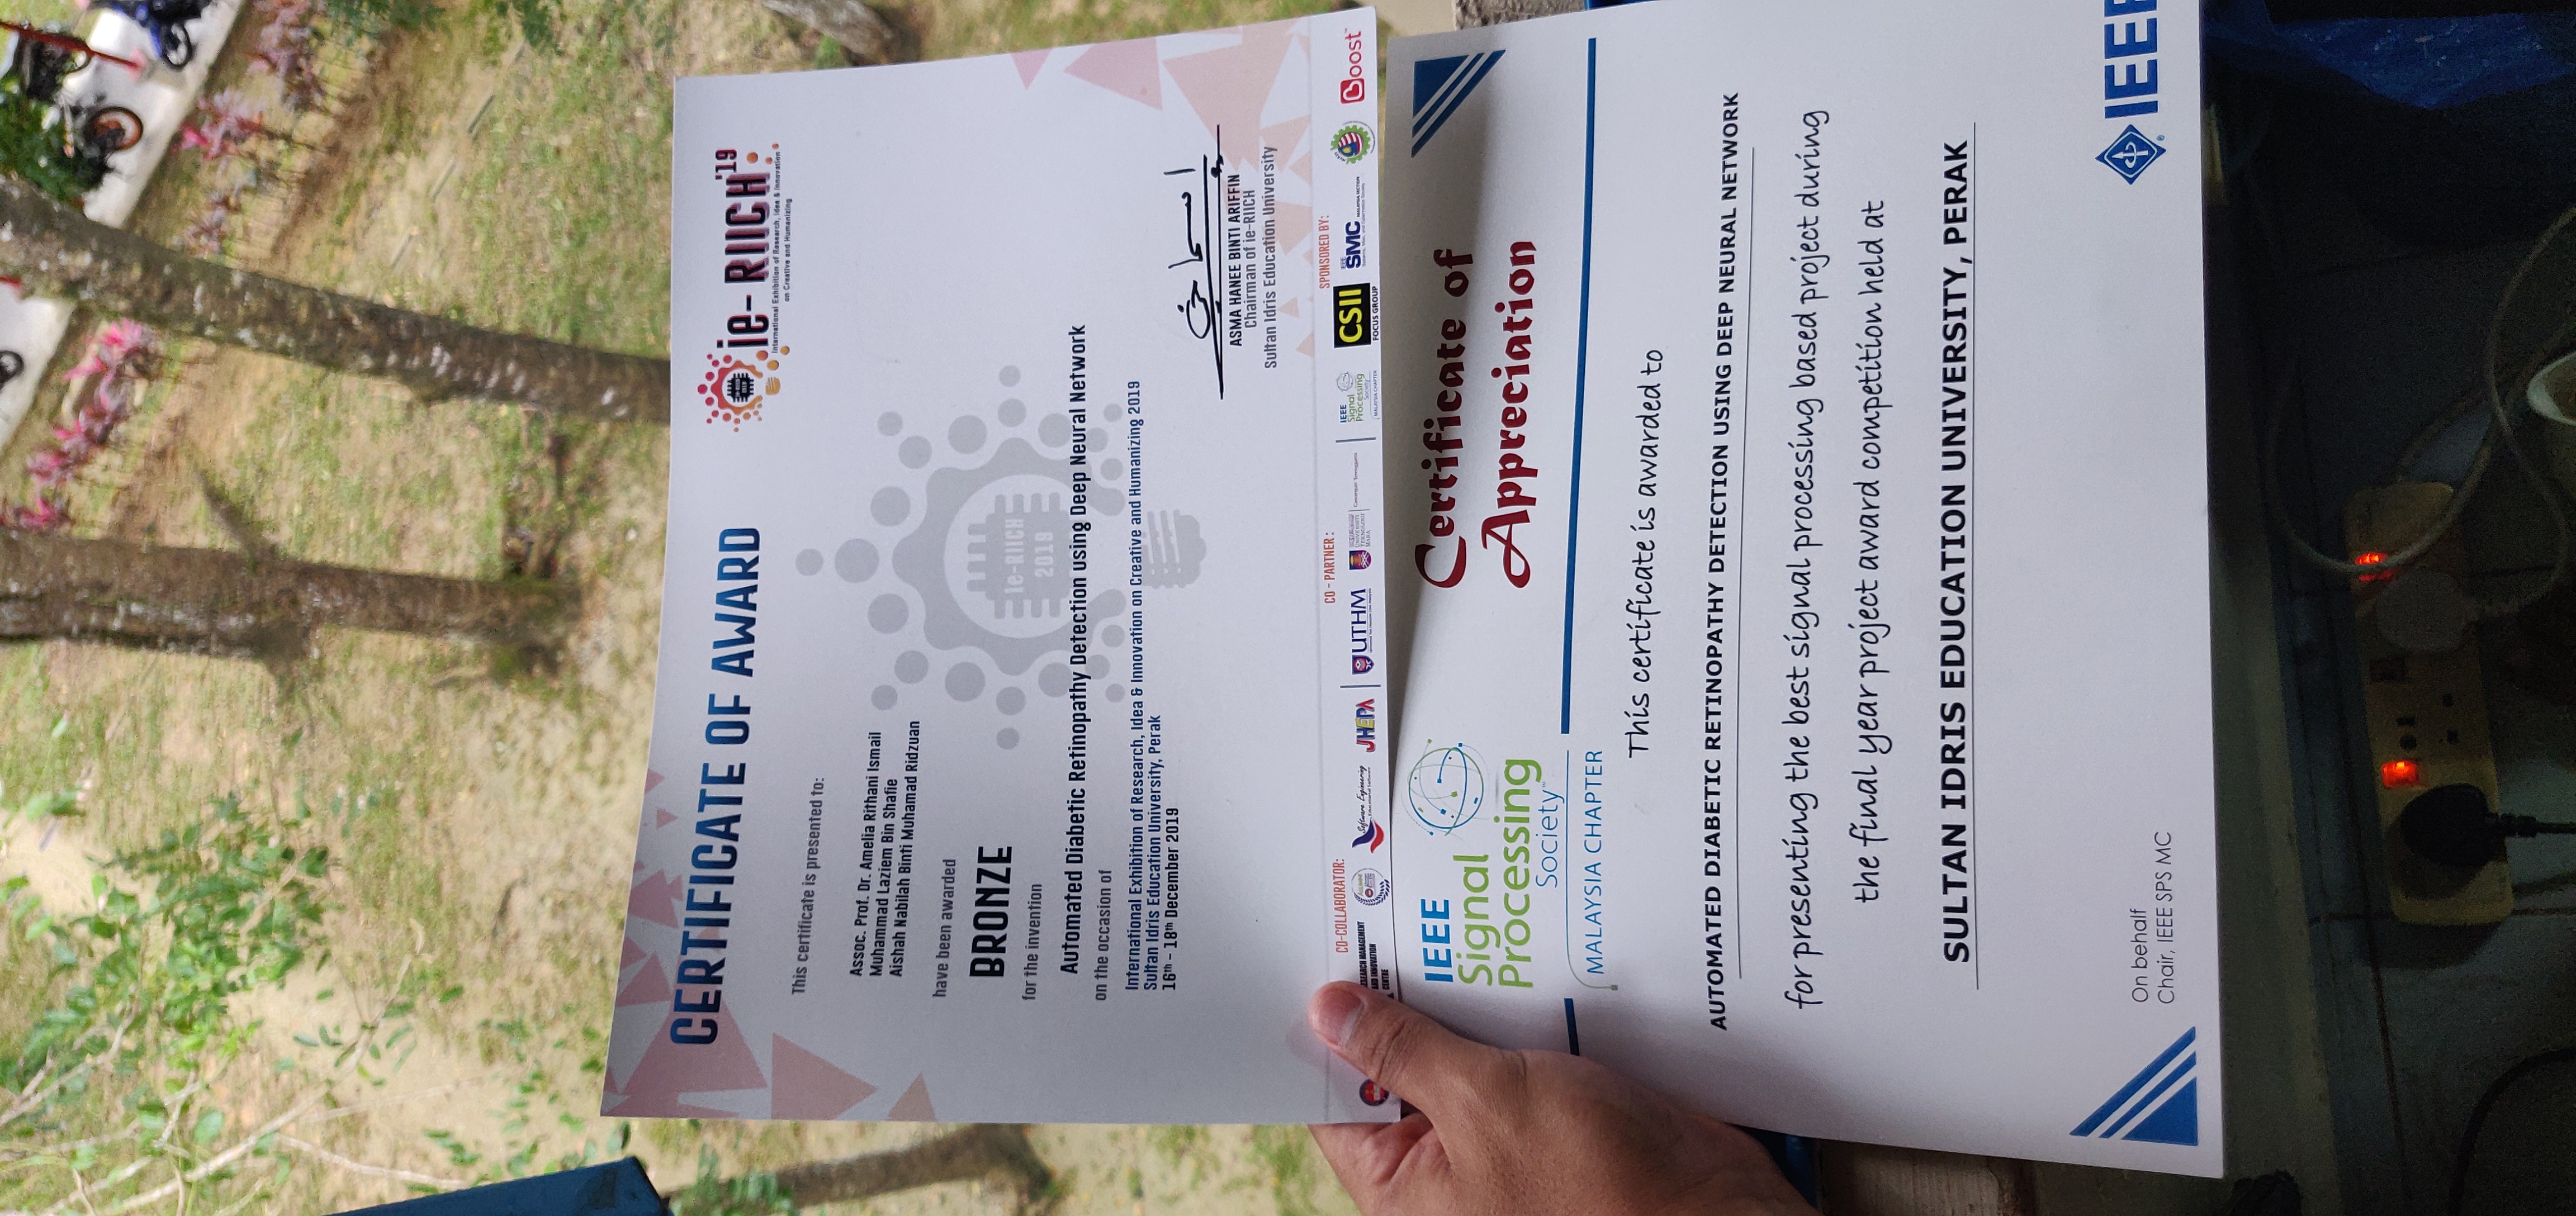 CERTIFICATE OF AWARD
ie-RIICH'19
International Exhibition of Research, Idea & Innovation
on Creative and Humanizing
This certificate is presented to:
Assoc. Prof. Dr. Amelia Rithani Ismail
Muhammad Laziem Bin Shafie
Aishah Nabilah Binti Muhamad Ridzuan
have been awarded
BRONZE
for the invention
ie-RIICH
2019
Automated Diabetic Retinopathy Detection using Deep Neural Network
on the occasion of
International Exhibition of Research, Idea & Innovation on Creative and Humanizing 2019
Sultan Idris Education University, Perak
16th - 18th December 2019
ASMA HANEE BINTI ARIFFIN
Chairman of ie-RIICH
Sultan Idris Education University
CO-COLLABORATOR:
CO - PARTNER :
SPONSORED BY:
MANAGEMENT
AND INNOVATION
CENTRE
Software Engineering
Educational Software
JHEPA
UTHM
UNIVERSITI
TEKNOLOGI
MARA
IEEE
Signal
Processing
Society
MALAYSIA CHAPTER
CSII
FOCUS GROUP
IEEE
SMC
Boost
IEEE
Signal
Processing
Society™
MALAYSIA CHAPTER
Certificate of
Appreciation
This certificate is awarded to
AUTOMATED DIABETIC RETINOPATHY DETECTION USING DEEP NEURAL NETWORK
for presenting the best signal processing based project during
the final year project award competition held at
SULTAN IDRIS EDUCATION UNIVERSITY, PERAK
On behalf
Chair, IEEE SPS MC
IEEE